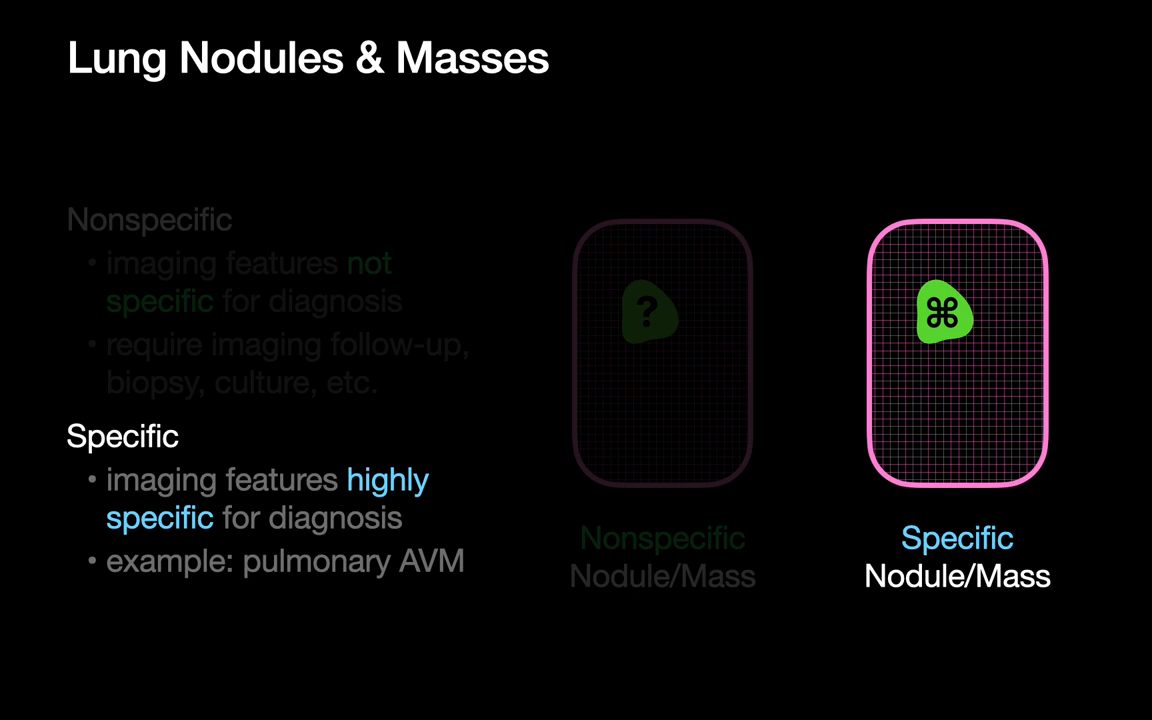 Lung Nodules & Masses
Nonspecific
• imaging features not
specific for diagnosis
• require imaging follow-up,
biopsy, culture, etc.
Specific
• imaging features highly
specific for diagnosis
• example: pulmonary AVM
?
⌘
Nonspecific
Nodule/Mass
Specific
Nodule/Mass